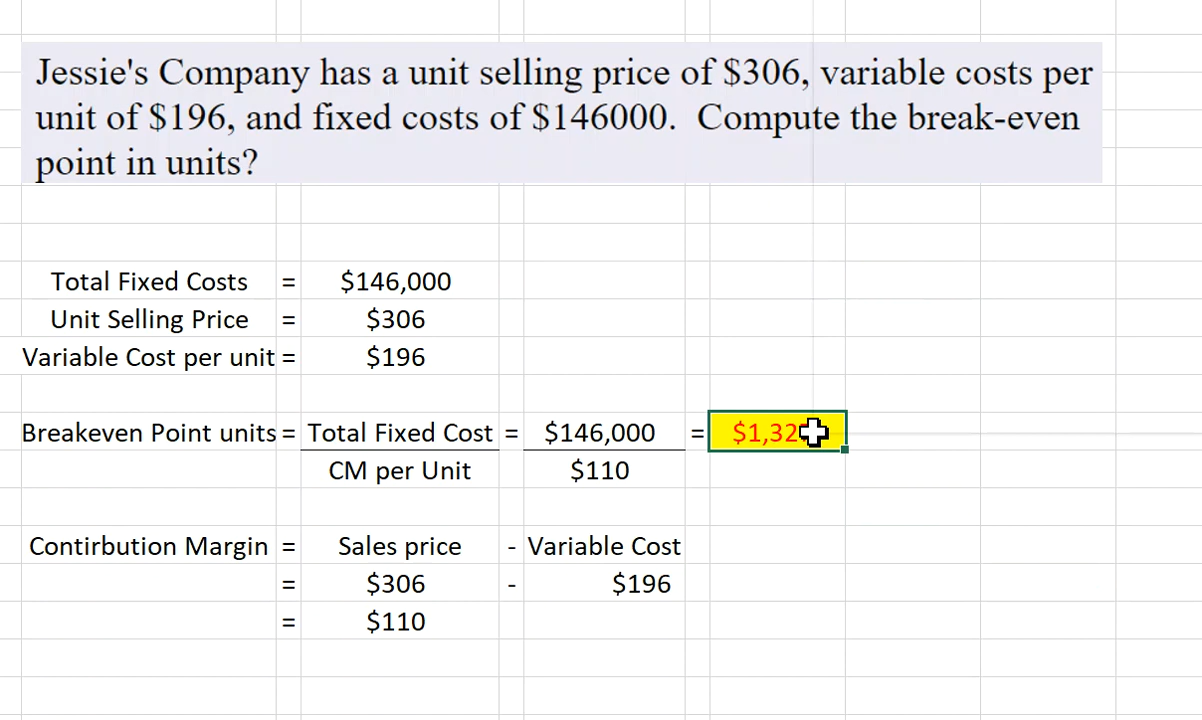 Jessie's Company has a unit selling price of $306, variable costs per
unit of $196, and fixed costs of $146000. Compute the break-even
point in units?
Total Fixed Costs = $146,000
Unit Selling Price = $306
Variable Cost per unit = $196
Breakeven Point units = Total Fixed Cost = $146,000 =
CM per Unit $110
Contirbution Margin = Sales price - Variable Cost
= $306 - $196
= $110